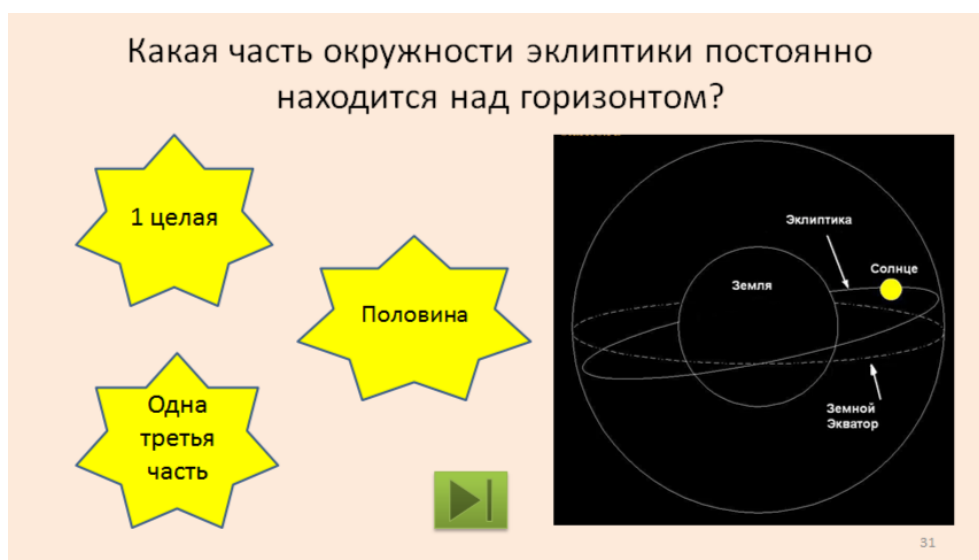 Какая часть окружности эклиптики постоянно
находится над горизонтом?
1 целая
Половина
Одна
третья
часть
Эклиптика
Солнце
Земля
Земной
Экватор
31